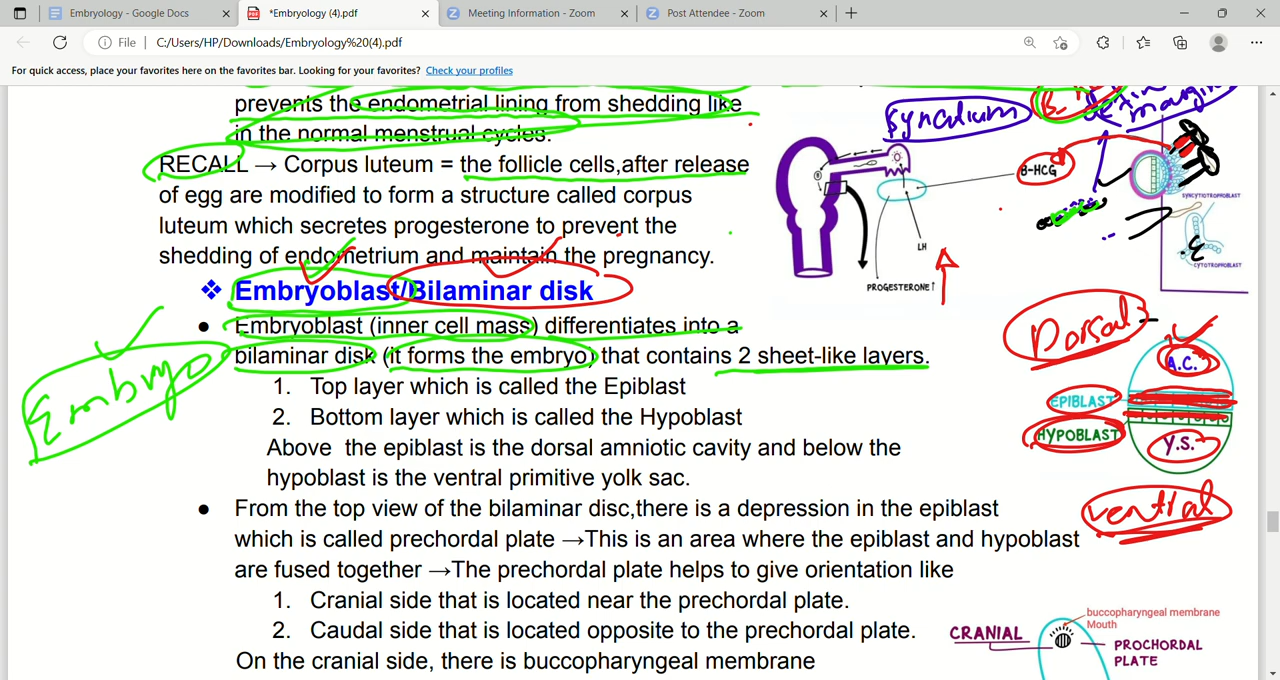 Embryology - Google Docs
*Embryology (4).pdf
Meeting Information - Zoom
Post Attendee - Zoom
File
C:/Users/HP/Downloads/Embryology%20(4).pdf
For quick access, place your favorites here on the favorites bar. Looking for your favorites? Check your profiles
prevents the endometrial lining from shedding like
in the normal menstrual cycles.
RECALL → Corpus luteum = the follicle cells,after release
of egg are modified to form a structure called corpus
luteum which secretes progesterone to prevent the
shedding of endometrium and maintain the pregnancy.
❖ Embryoblast/Bilaminar disk
● Embryoblast (inner cell mass) differentiates into a
bilaminar disk (it forms the embryo) that contains 2 sheet-like layers.
1. Top layer which is called the Epiblast
2. Bottom layer which is called the Hypoblast
Above the epiblast is the dorsal amniotic cavity and below the
hypoblast is the ventral primitive yolk sac.
● From the top view of the bilaminar disc,there is a depression in the epiblast
which is called prechordal plate →This is an area where the epiblast and hypoblast
are fused together →The prechordal plate helps to give orientation like
1. Cranial side that is located near the prechordal plate.
2. Caudal side that is located opposite to the prechordal plate.
On the cranial side, there is buccopharyngeal membrane
Embryo
B-HCG
LH
PROGESTERONE↑
SYNCYTIOTROPHOBLAST
CYTOTROPHOBLAST
Dorsal
A.C.
EPIBLAST
HYPOBLAST
Y.S.
Ventral
buccopharyngeal membrane
Mouth
CRANIAL
PROCHORDAL
PLATE